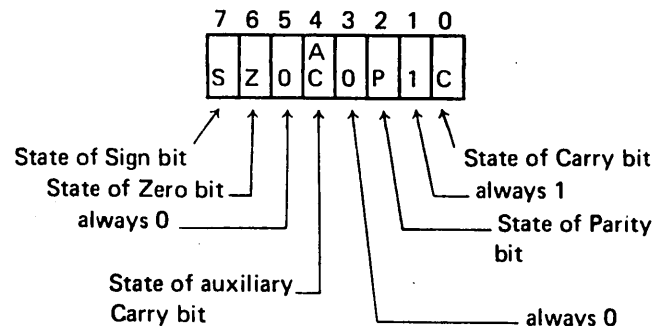 7 6 5 4 3 2 1 0
S Z 0 AC 0 P 1 C
State of Sign bit
State of Carry bit
State of Zero bit
always 1
always 0
State of Parity
bit
State of auxiliary
Carry bit
always 0